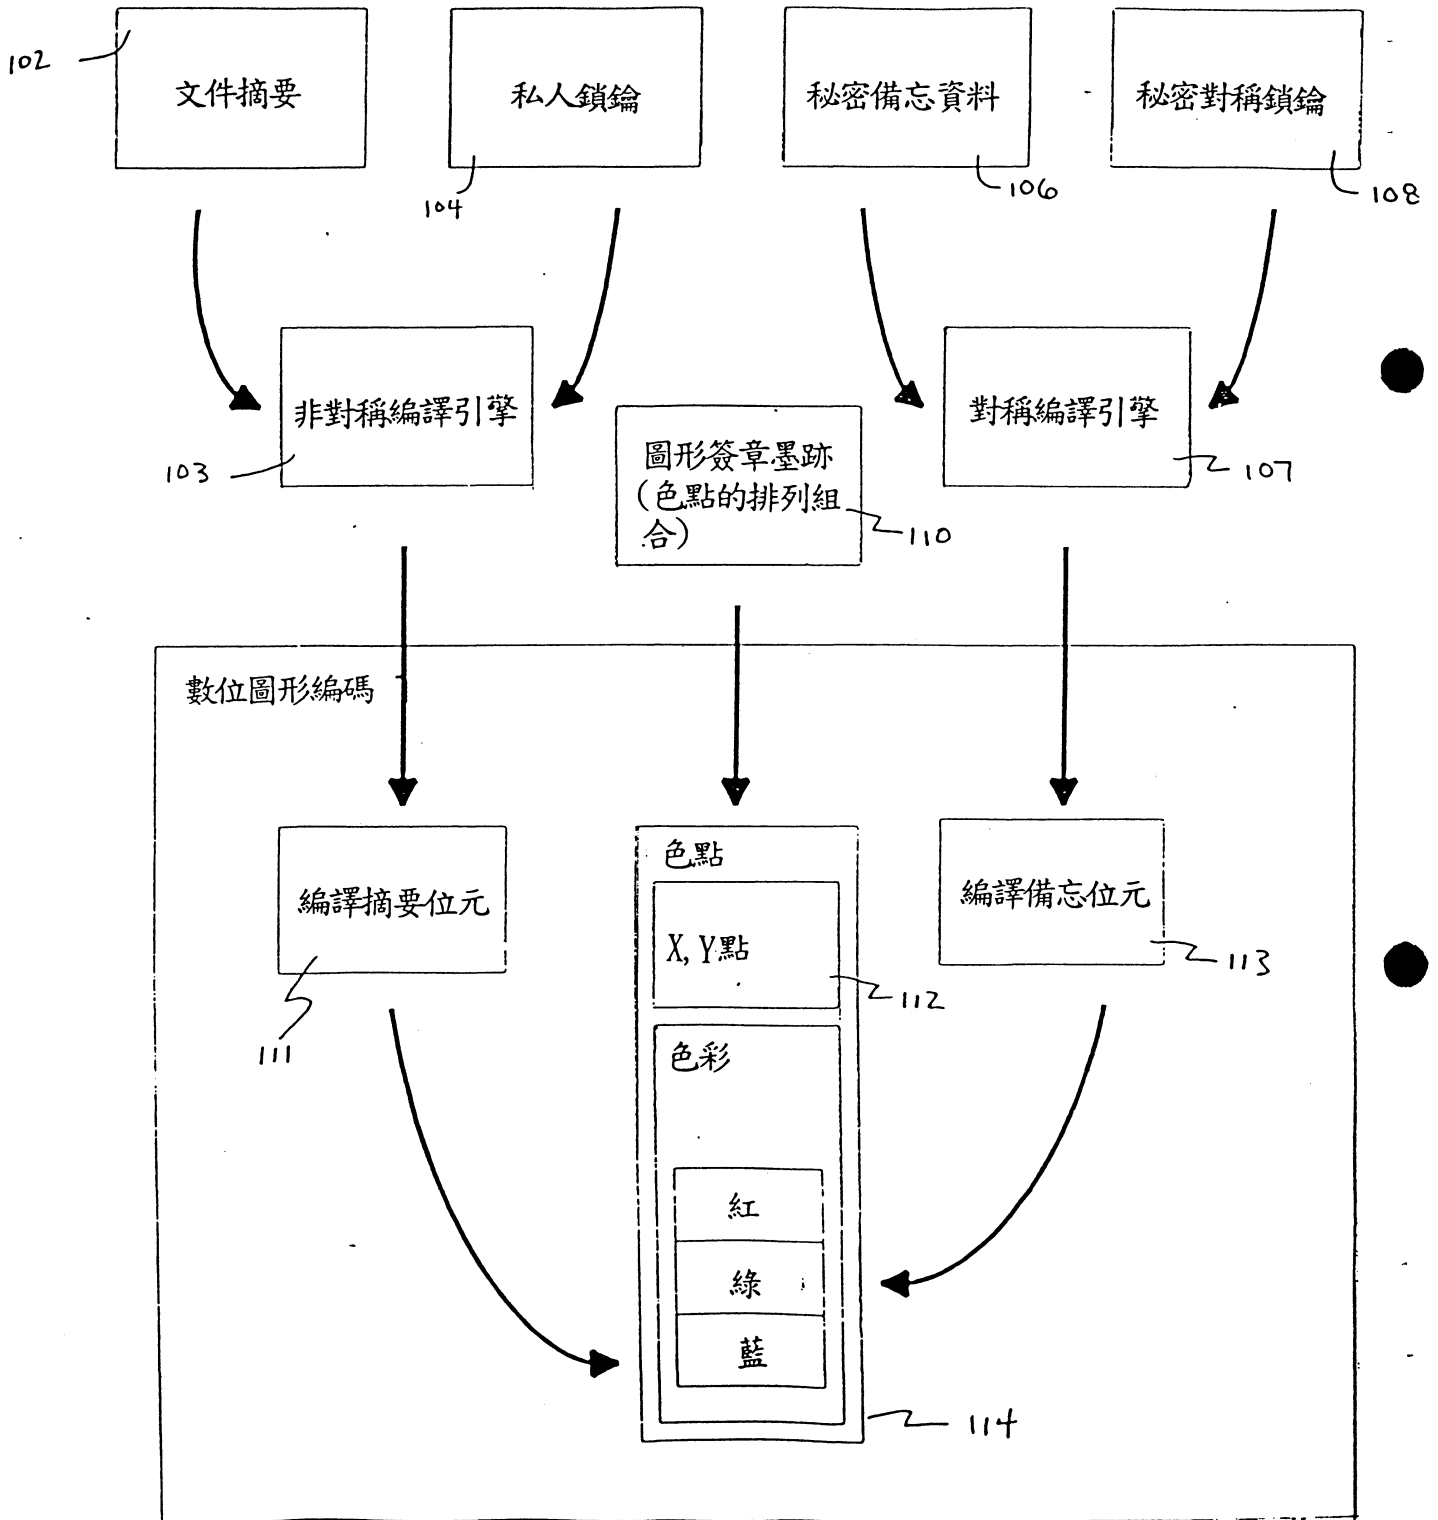 102
文件摘要
私人鎖鑰
秘密備忘資料
秘密對稱鎖鑰
104
106
108
非對稱編譯引擎
對稱編譯引擎
103
107
圖形簽章墨跡
(色點的排列組
合)
110
數位圖形編碼
編譯摘要位元
色點
編譯備忘位元
X, Y點
111
112
113
色彩
紅
綠
藍
114